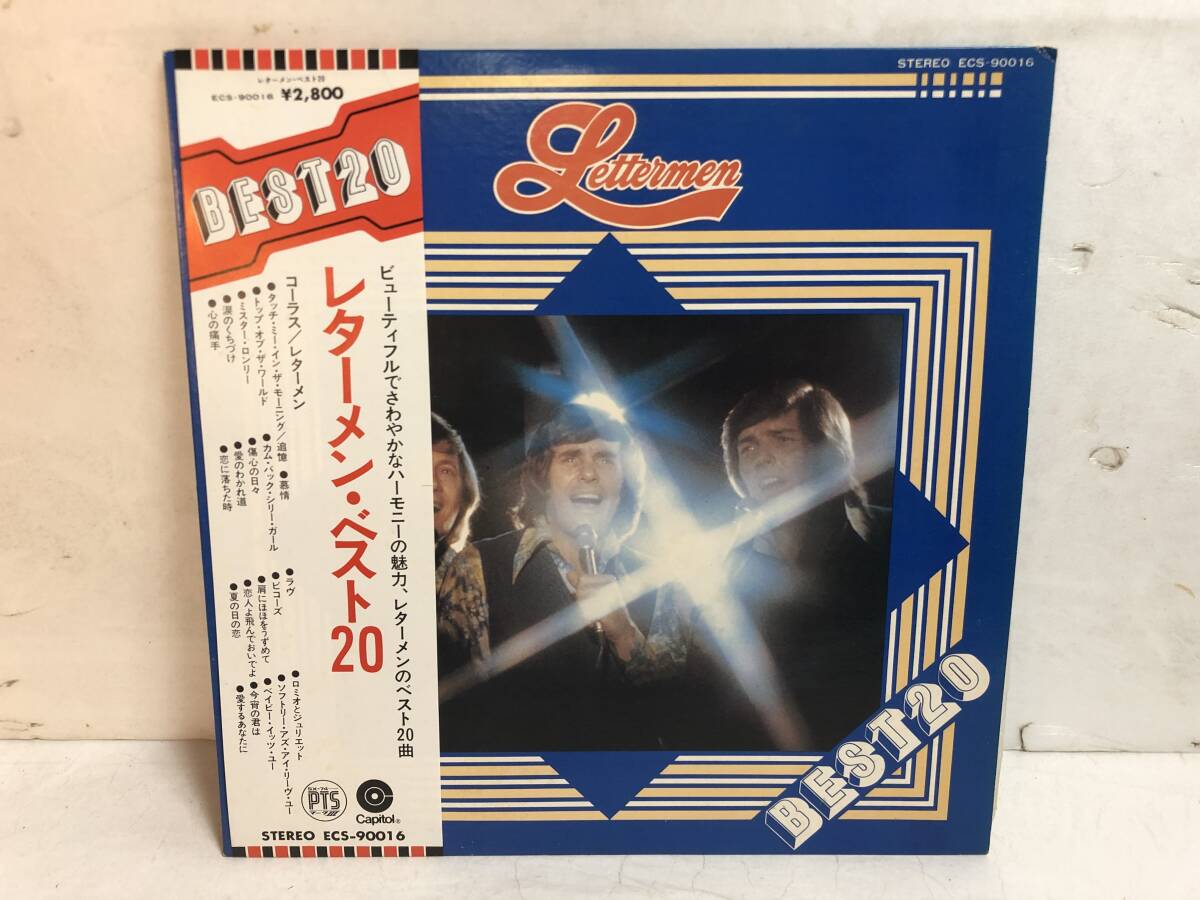 レターメン・ベスト20
ECS-90016 ¥2,800
BEST20
ビューティフルでさわやかなハーモニーの魅力、レターメンのベスト20曲
レターメン・ベスト20
コーラス/レターメン
●タッチ・ミー・イン・ザ・モーニング/追憶
●トップ・オブ・ザ・ワールド
●ミスター・ロンリー
●涙のくちづけ
●心の痛手
●慕情
●カム・バック・シリー・ガール
●傷心の日々
●愛のわかれ道
●恋に落ちた時
●ラヴ
●ビコーズ
●肩にほほをうずめて
●恋人よ飛んでおいでよ
●夏の日の恋
●ロミオとジュリエット
●ソフトリー・アズ・アイ・リーヴ・ユー
●ベイビー・イッツ・ユー
●今宵の君は
●愛するあなたに
SX-74
PTS
Capitol®
STEREO ECS-90016
STEREO ECS-90016
Lettermen
BEST20